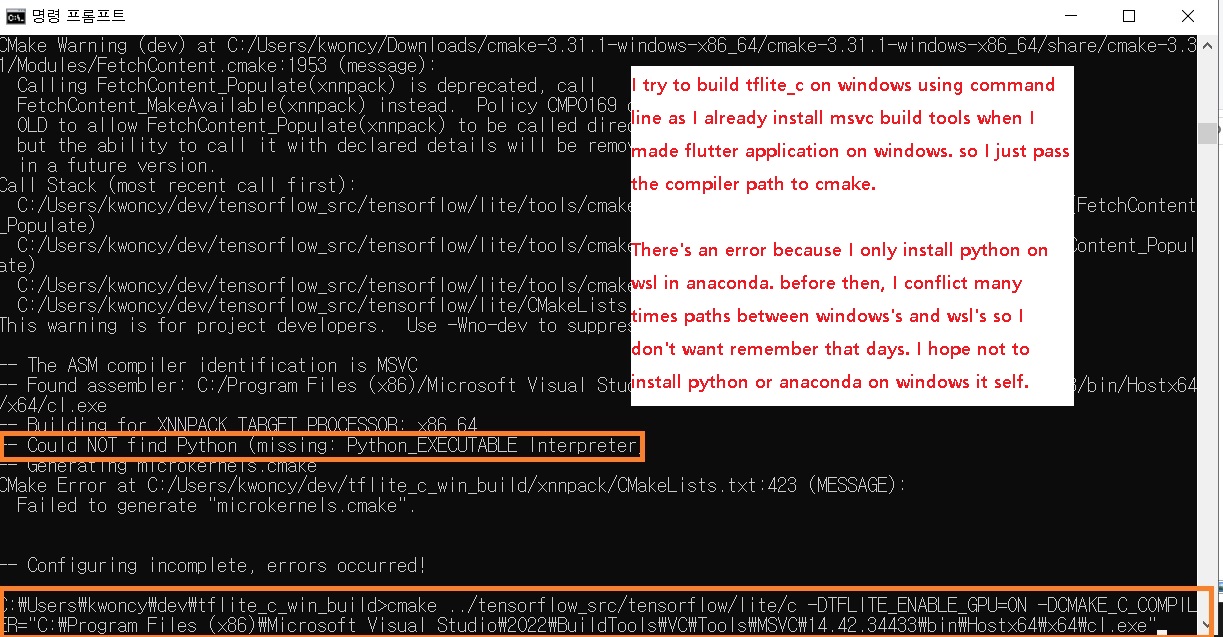 명령 프롬프트
CMake Warning (dev) at C:/Users/kwoncy/Downloads/cmake-3.31.1-windows-x86_64/cmake-3.31.1-windows-x86_64/share/cmake-3.3
1/Modules/FetchContent.cmake:1953 (message):
Calling FetchContent_Populate(xnnpack) is deprecated, call
FetchContent_MakeAvailable(xnnpack) instead.  Policy CMP0169
OLD to allow FetchContent_Populate(xnnpack) to be called
but the ability to call it with declared details will be
in a future version.
Call Stack (most recent call first):
C:/Users/kwoncy/dev/tensorflow_src/tensorflow/lite/tools/cmake (FetchContent
_Populate)
C:/Users/kwoncy/dev/tensorflow_src/tensorflow/lite/tools/cmake Content_Popul
ate)
C:/Users/kwoncy/dev/tensorflow_src/tensorflow/lite/tools/cmake
C:/Users/kwoncy/dev/tensorflow_src/tensorflow/lite/CMakeLists
This warning is for project developers.  Use -Wno-dev to
I try to build tflite_c on windows using command
line as I already install msvc build tools when I
made flutter application on windows. so I just pass
the compiler path to cmake.
There's an error because I only install python on
wsl in anaconda. before then, I conflict many
times paths between windows's and wsl's so I
don't want remember that days. I hope not to
install python or anaconda on windows it self.
-- The ASM compiler identification is MSVC
-- Found assembler: C:/Program Files (x86)/Microsoft Visual /bin/Hostx64
/x64/cl.exe
-- Building for XNNPACK_TARGET_PROCESSOR: x86_64
-- Could NOT find Python (missing: Python_EXECUTABLE Interpreter)
-- Generating microkernels.cmake
CMake Error at C:/Users/kwoncy/dev/tflite_c_win_build/xnnpack/CMakeLists.txt:423 (MESSAGE):
Failed to generate "microkernels.cmake".
-- Configuring incomplete, errors occurred!
C:₩Users₩kwoncy₩dev₩tflite_c_win_build>cmake ../tensorflow_src/tensorflow/lite/c -DTFLITE_ENABLE_GPU=ON -DCMAKE_C_COMPIL
ER="C:₩Program Files (x86)₩Microsoft Visual Studio₩2022₩BuildTools₩VC₩Tools₩MSVC₩14.42.34433₩bin₩Hostx64₩x64₩cl.exe"_